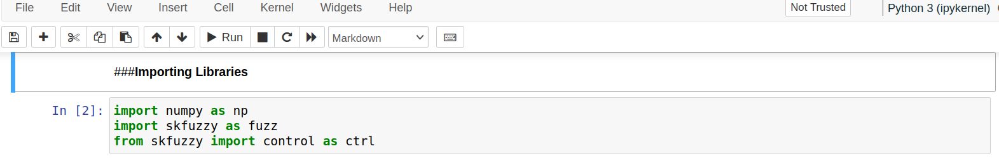 File Edit View Insert Cell Kernel Widgets Help Not Trusted Python 3 (ipykernel)
Run Markdown
###Importing Libraries
In [2]: import numpy as np
import skfuzzy as fuzz
from skfuzzy import control as ctrl